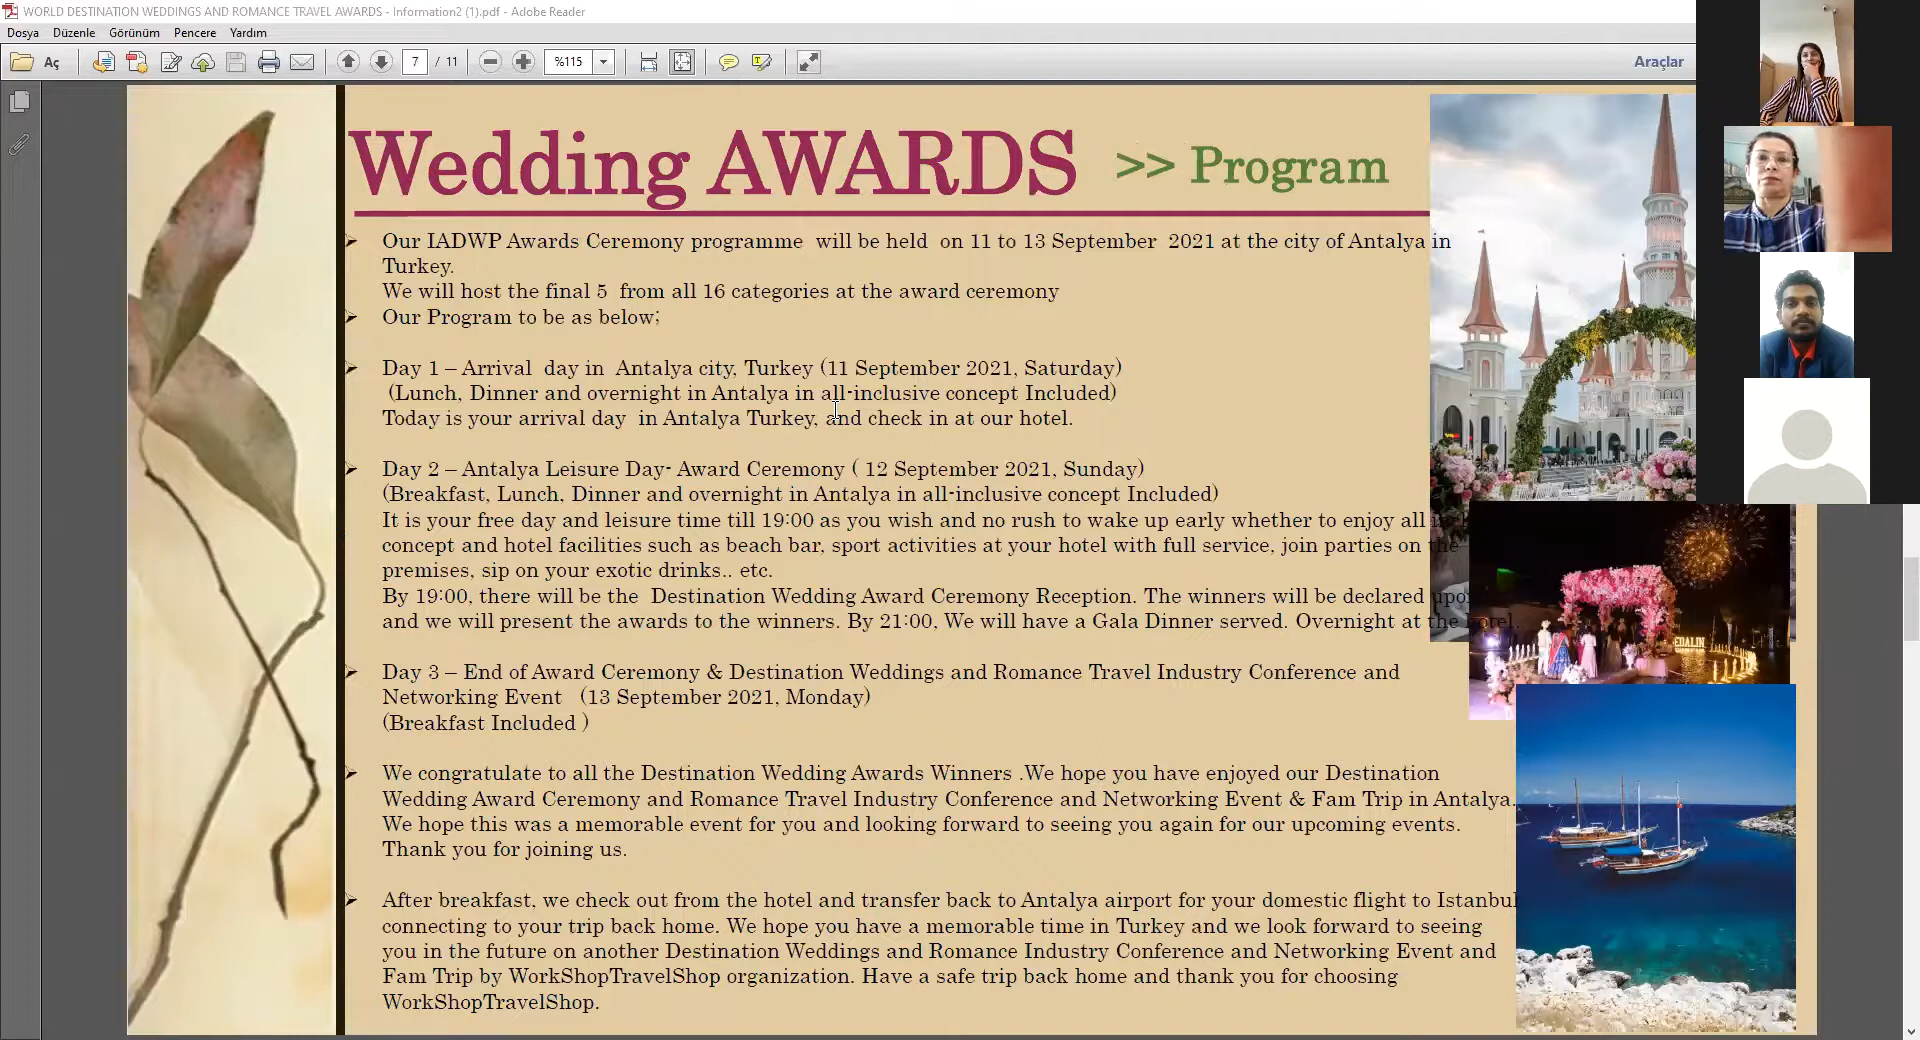 WORLD DESTINATION WEDDINGS AND ROMANCE TRAVEL AWARDS - Information2 (1).pdf - Adobe Reader
Dosya Düzenle Görünüm Pencere Yardım
Aç 7 / 11 %115 Araçlar
Wedding AWARDS >> Program
Our IADWP Awards Ceremony programme will be held on 11 to 13 September 2021 at the city of Antalya in
Turkey.
We will host the final 5 from all 16 categories at the award ceremony
Our Program to be as below;
Day 1 – Arrival day in Antalya city, Turkey (11 September 2021, Saturday)
(Lunch, Dinner and overnight in Antalya in all-inclusive concept Included)
Today is your arrival day in Antalya Turkey, and check in at our hotel.
Day 2 – Antalya Leisure Day- Award Ceremony ( 12 September 2021, Sunday)
(Breakfast, Lunch, Dinner and overnight in Antalya in all-inclusive concept Included)
It is your free day and leisure time till 19:00 as you wish and no rush to wake up early whether to enjoy all
concept and hotel facilities such as beach bar, sport activities at your hotel with full service, join parties on the
premises, sip on your exotic drinks.. etc.
By 19:00, there will be the Destination Wedding Award Ceremony Reception. The winners will be declared upon
and we will present the awards to the winners. By 21:00, We will have a Gala Dinner served. Overnight at the hotel.
Day 3 – End of Award Ceremony & Destination Weddings and Romance Travel Industry Conference and
Networking Event (13 September 2021, Monday)
(Breakfast Included )
We congratulate to all the Destination Wedding Awards Winners .We hope you have enjoyed our Destination
Wedding Award Ceremony and Romance Travel Industry Conference and Networking Event & Fam Trip in Antalya.
We hope this was a memorable event for you and looking forward to seeing you again for our upcoming events.
Thank you for joining us.
After breakfast, we check out from the hotel and transfer back to Antalya airport for your domestic flight to Istanbul
connecting to your trip back home. We hope you have a memorable time in Turkey and we look forward to seeing
you in the future on another Destination Weddings and Romance Industry Conference and Networking Event and
Fam Trip by WorkShopTravelShop organization. Have a safe trip back home and thank you for choosing
WorkShopTravelShop.